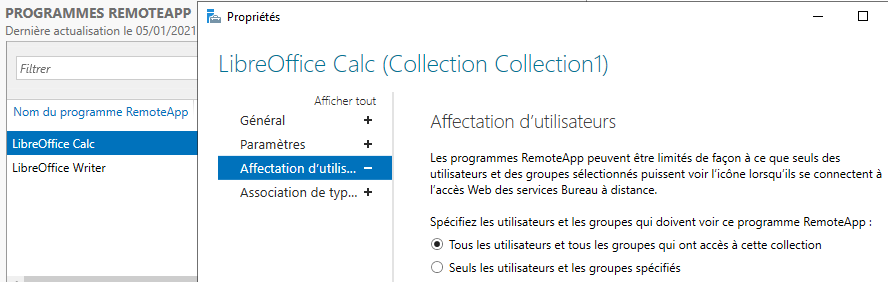 PROGRAMMES REMOTEAPP
Dernière actualisation le 05/01/2021
Filtrer
Nom du programme RemoteApp
LibreOffice Calc
LibreOffice Writer
Propriétés
LibreOffice Calc (Collection Collection1)
Afficher tout
Général +
Paramètres +
Affectation d'utilis... –
Association de typ... +
Affectation d'utilisateurs
Les programmes RemoteApp peuvent être limités de façon à ce que seuls des
utilisateurs et des groupes sélectionnés puissent voir l'icône lorsqu'ils se connectent à
l'accès Web des services Bureau à distance.
Spécifiez les utilisateurs et les groupes qui doivent voir ce programme RemoteApp :
Tous les utilisateurs et tous les groupes qui ont accès à cette collection
Seuls les utilisateurs et les groupes spécifiés